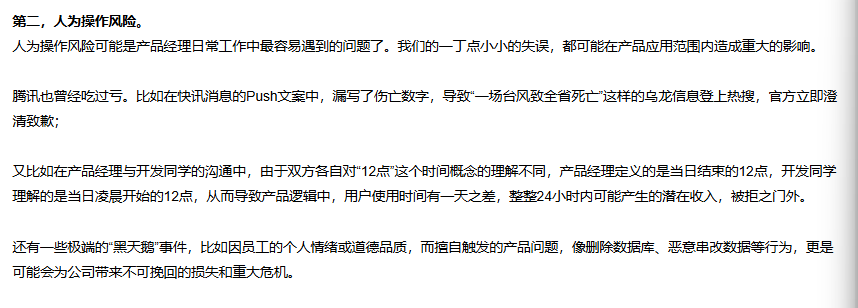 第二，人为操作风险。
人为操作风险可能是产品经理日常工作中最容易遇到的问题了。我们的一丁点小小的失误，都可能在产品应用范围内造成重大的影响。
腾讯也曾经吃过亏。比如在快讯消息的Push文案中，漏写了伤亡数字，导致“一场台风致全省死亡”这样的乌龙信息登上热搜，官方立即澄
清致歉；
又比如在产品经理与开发同学的沟通中，由于双方各自对“12点”这个时间概念的理解不同，产品经理定义的是当日结束的12点，开发同学
理解的是当日凌晨开始的12点，从而导致产品逻辑中，用户使用时间有一天之差，整整24小时内可能产生的潜在收入，被拒之门外。
还有一些极端的“黑天鹅”事件，比如因员工的个人情绪或道德品质，而擅自触发的产品问题，像删除数据库、恶意串改数据等行为，更是
可能会为公司带来不可挽回的损失和重大危机。